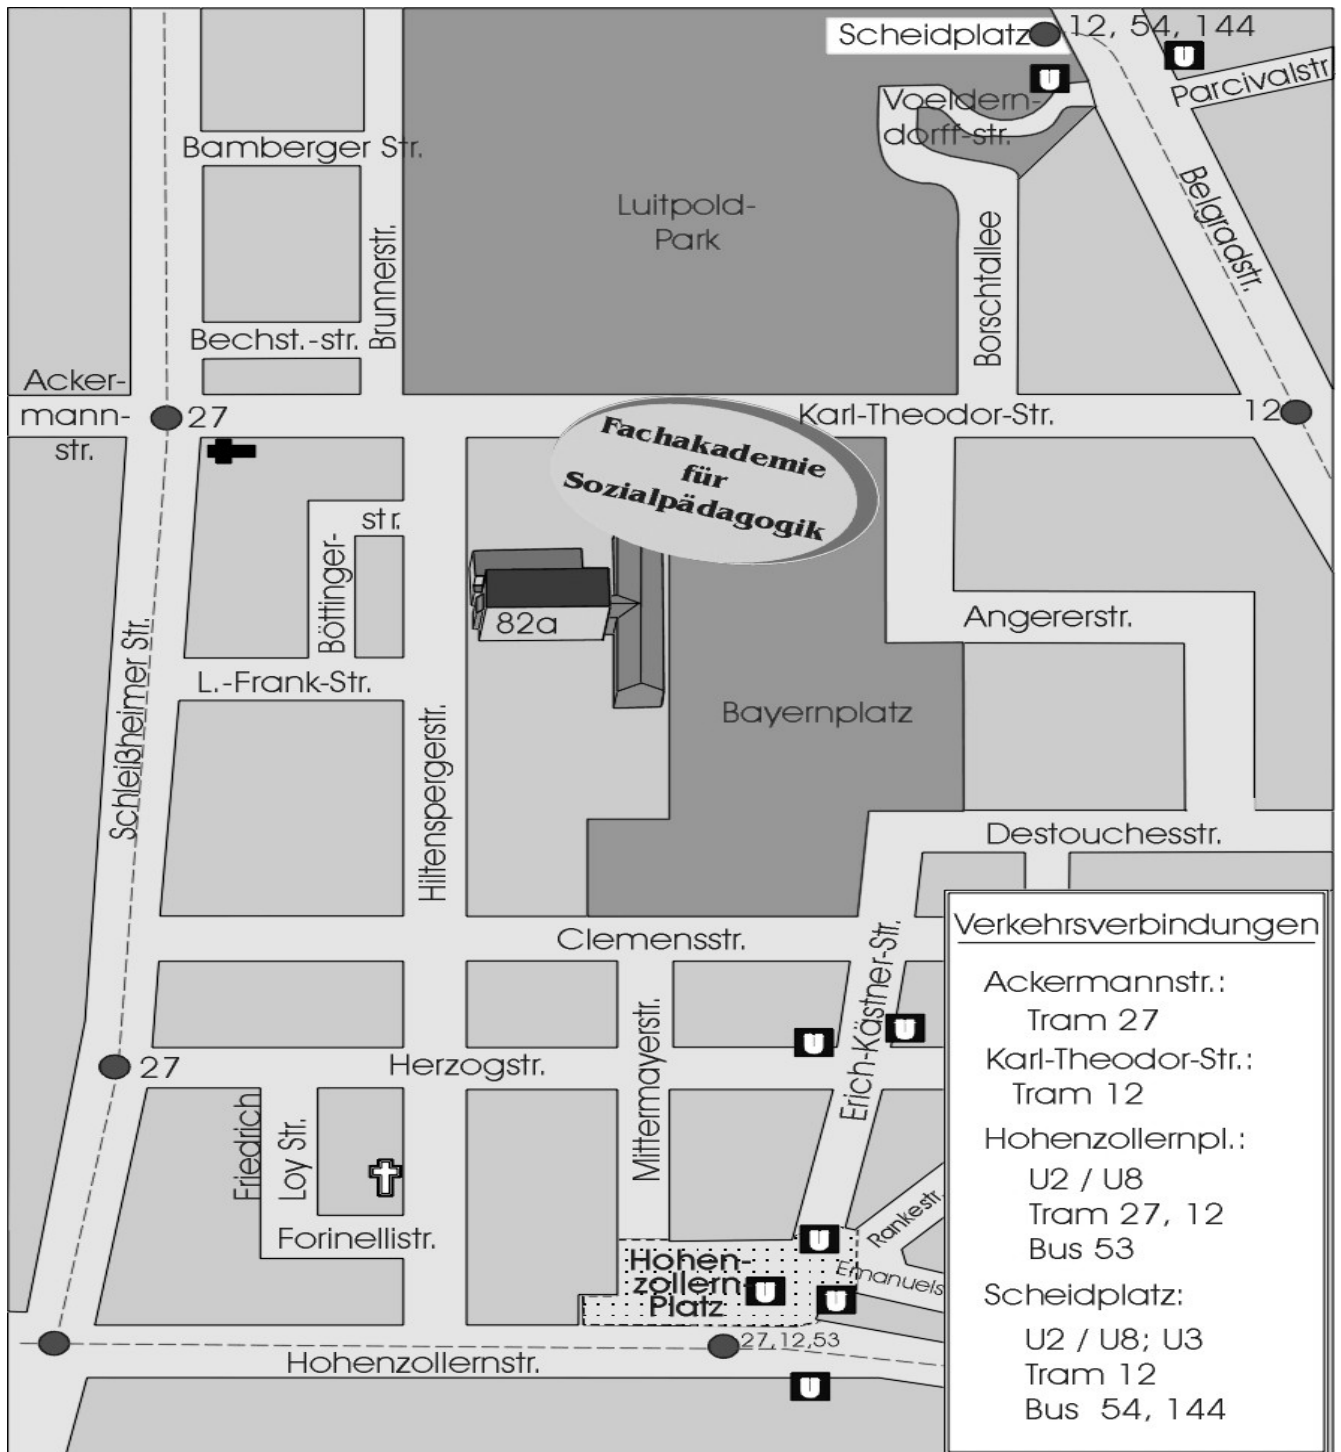 Scheidplatz
12, 54, 144
U
U
Parcivalstr.
Voeldern-
dorff-str.
Bamberger Str.
Luitpold-
Park
Brunnerstr.
Borschtallee
Belgradstr.
Bechst.-str.
Acker-
mann-
str.
27
Karl-Theodor-Str.
12
Fachakademie
für
Sozialpädagogik
str.
Böttinger-
82a
Angererstr.
L.-Frank-Str.
Schleißheimer Str.
Hiltenspergerstr.
Bayernplatz
Destouchesstr.
Clemensstr.
Erich-Kästner-Str.
Mittermayerstr.
U
U
27
Herzogstr.
Friedrich
Loy Str.
Forinellistr.
Rankestr.
Emanuels
U
Hohen-
zollern-
Platz
U
U
27,12,53
Hohenzollernstr.
U
Verkehrsverbindungen
Ackermannstr.:
Tram 27
Karl-Theodor-Str.:
Tram 12
Hohenzollernpl.:
U2 / U8
Tram 27, 12
Bus 53
Scheidplatz:
U2 / U8; U3
Tram 12
Bus 54, 144